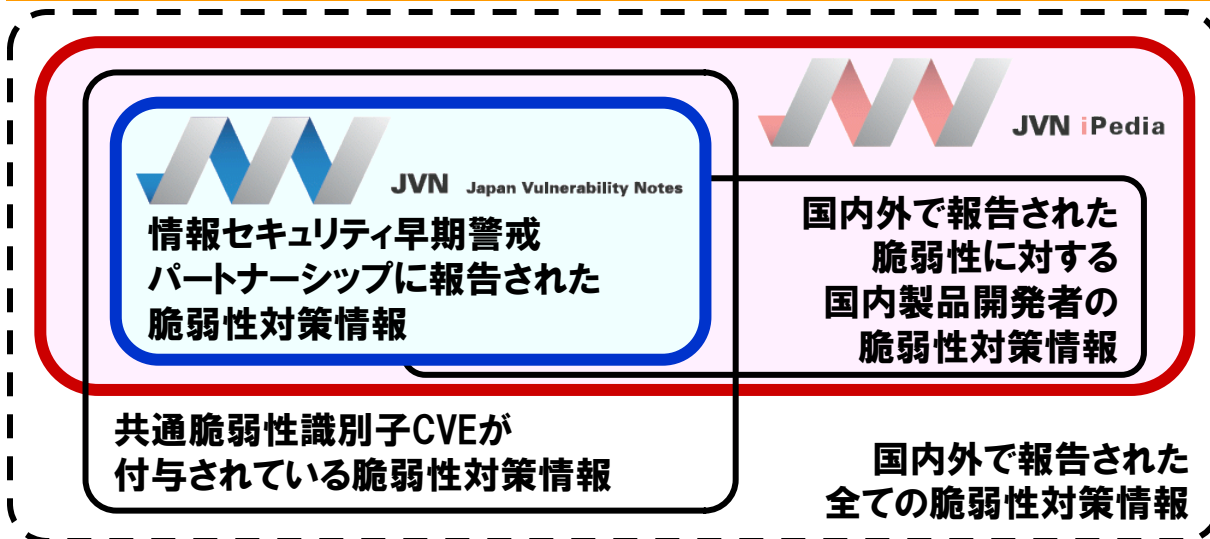 JVN iPedia
JVN Japan Vulnerability Notes
情報セキュリティ早期警戒
パートナーシップに報告された
脆弱性対策情報
国内外で報告された
脆弱性に対する
国内製品開発者の
脆弱性対策情報
共通脆弱性識別子CVEが
付与されている脆弱性対策情報
国内外で報告された
全ての脆弱性対策情報